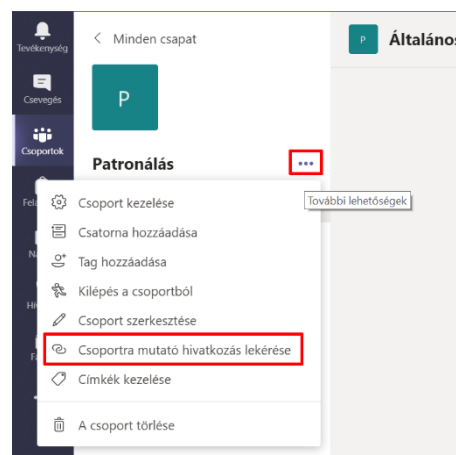 Tevékenység
Minden csapat
P
Általános
Csevegés
P
Csoportok
Patronálás
További lehetőségek
Csoport kezelése
Csatorna hozzáadása
Tag hozzáadása
Kilépés a csoportból
Csoport szerkesztése
Csoportra mutató hivatkozás lekérése
Címkék kezelése
A csoport törlése